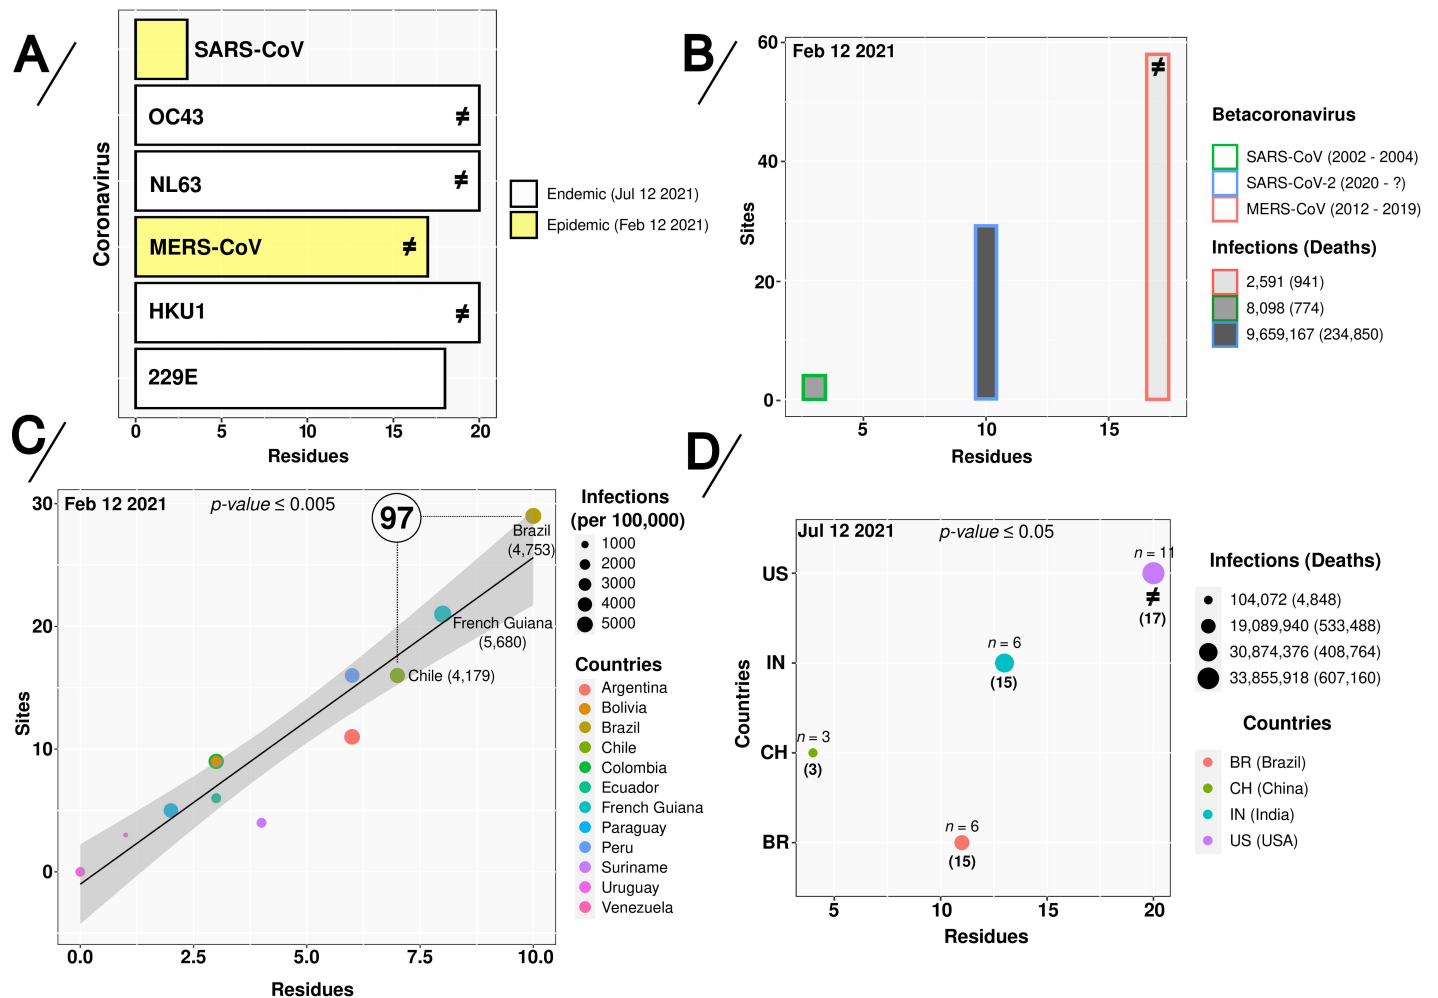 A
SARS-CoV
OC43
≠
NL63
≠
MERS-CoV
≠
HKU1
≠
229E
Coronavirus
0 5 10 15 20
Residues
Endemic (Jul 12 2021)
Epidemic (Feb 12 2021)
B
Feb 12 2021
≠
60
40
20
0
Sites
5 10 15
Residues
Betacoronavirus
SARS-CoV (2002 - 2004)
SARS-CoV-2 (2020 - ?)
MERS-CoV (2012 - 2019)
Infections (Deaths)
2,591 (941)
8,098 (774)
9,659,167 (234,850)
C
Feb 12 2021
p-value ≤ 0.005
97
Brazil
(4,753)
French Guiana
(5,680)
Chile (4,179)
30
20
10
0
Sites
0.0 2.5 5.0 7.5 10.0
Residues
Infections
(per 100,000)
1000
2000
3000
4000
5000
Countries
Argentina
Bolivia
Brazil
Chile
Colombia
Ecuador
French Guiana
Paraguay
Peru
Suriname
Uruguay
Venezuela
D
Jul 12 2021
p-value ≤ 0.05
n = 11
US
≠
(17)
n = 6
IN
(15)
n = 3
CH
(3)
n = 6
BR
(15)
Countries
5 10 15 20
Residues
Infections (Deaths)
104,072 (4,848)
19,089,940 (533,488)
30,874,376 (408,764)
33,855,918 (607,160)
Countries
BR (Brazil)
CH (China)
IN (India)
US (USA)